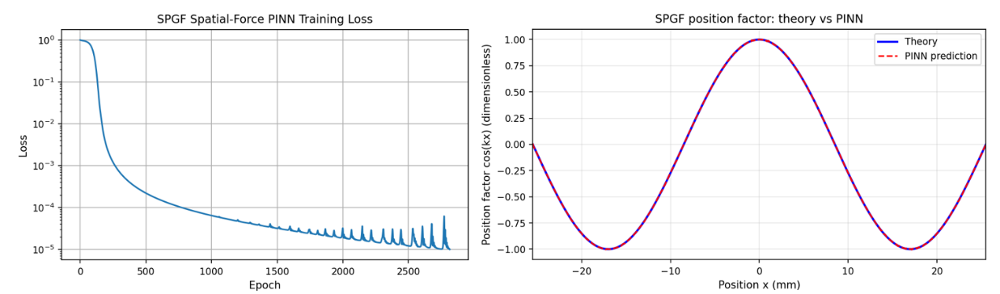 SPGF Spatial-Force PINN Training Loss
10⁰
10⁻¹
10⁻²
10⁻³
10⁻⁴
10⁻⁵
Loss
0 500 1000 1500 2000 2500
Epoch
SPGF position factor: theory vs PINN
Theory
PINN prediction
1.00
0.75
0.50
0.25
0.00
−0.25
−0.50
−0.75
−1.00
Position factor cos(kx) (dimensionless)
−20 −10 0 10 20
Position x (mm)